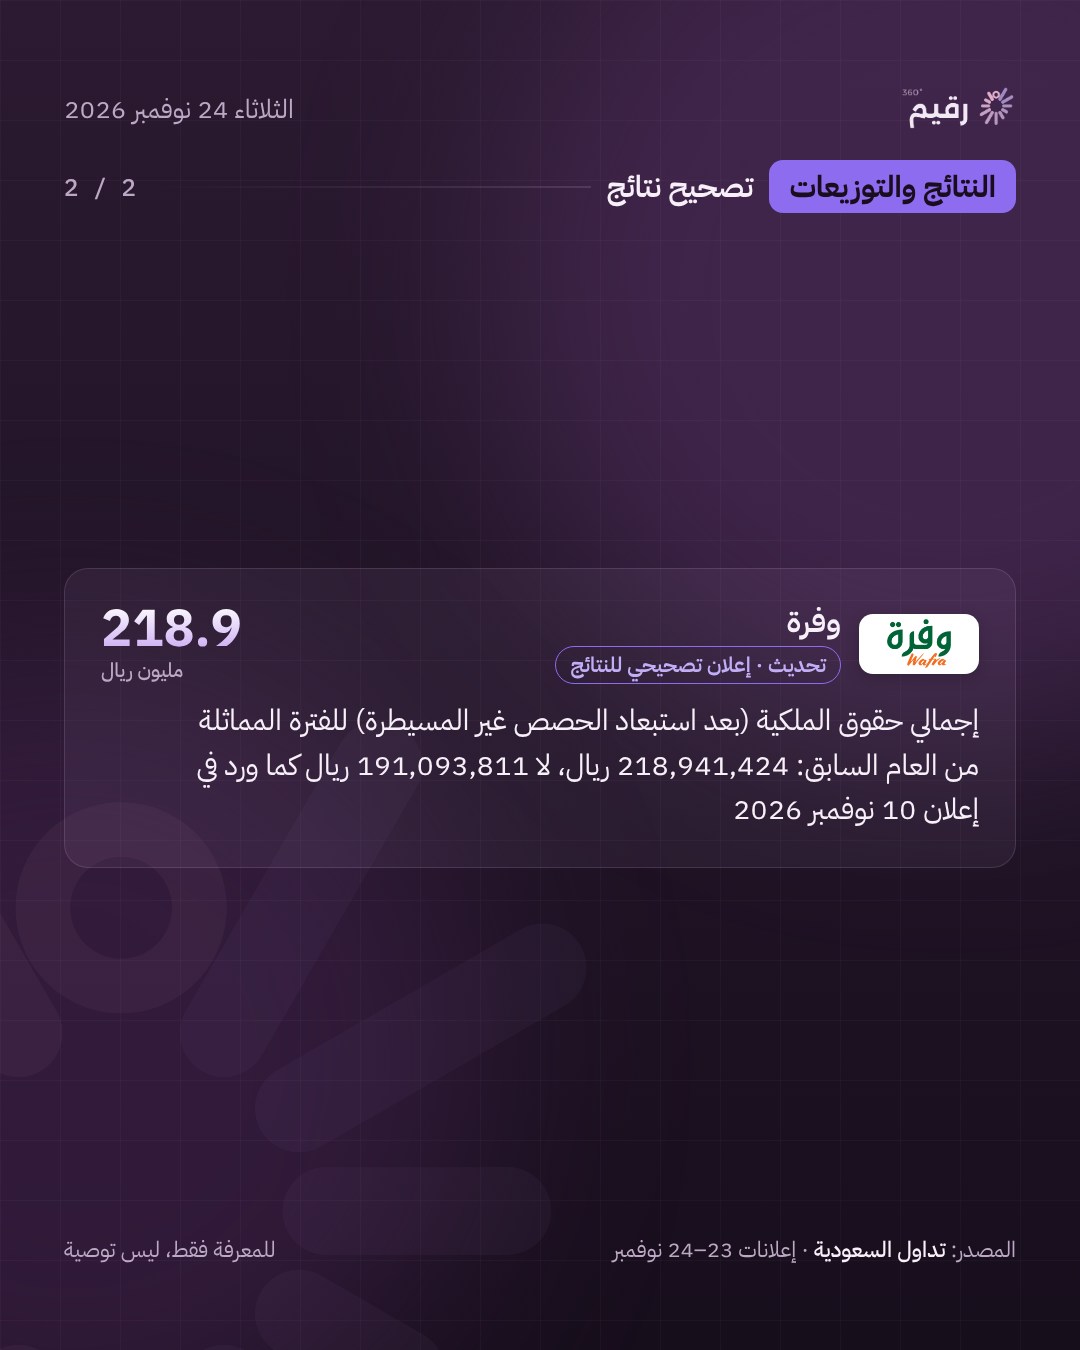 رقيم 360°
الثلاثاء 24 نوفمبر 2026
النتائج والتوزيعات
تصحيح نتائج
2 / 2
وفرة
Wafra
وفرة
تحديث · إعلان تصحيحي للنتائج
218.9
مليون ريال
إجمالي حقوق الملكية (بعد استبعاد الحصص غير المسيطرة) للفترة المماثلة
من العام السابق: 218,941,424 ريال، لا 191,093,811 ريال كما ورد في
إعلان 10 نوفمبر 2026
المصدر: تداول السعودية · إعلانات 23–24 نوفمبر
للمعرفة فقط، ليس توصية